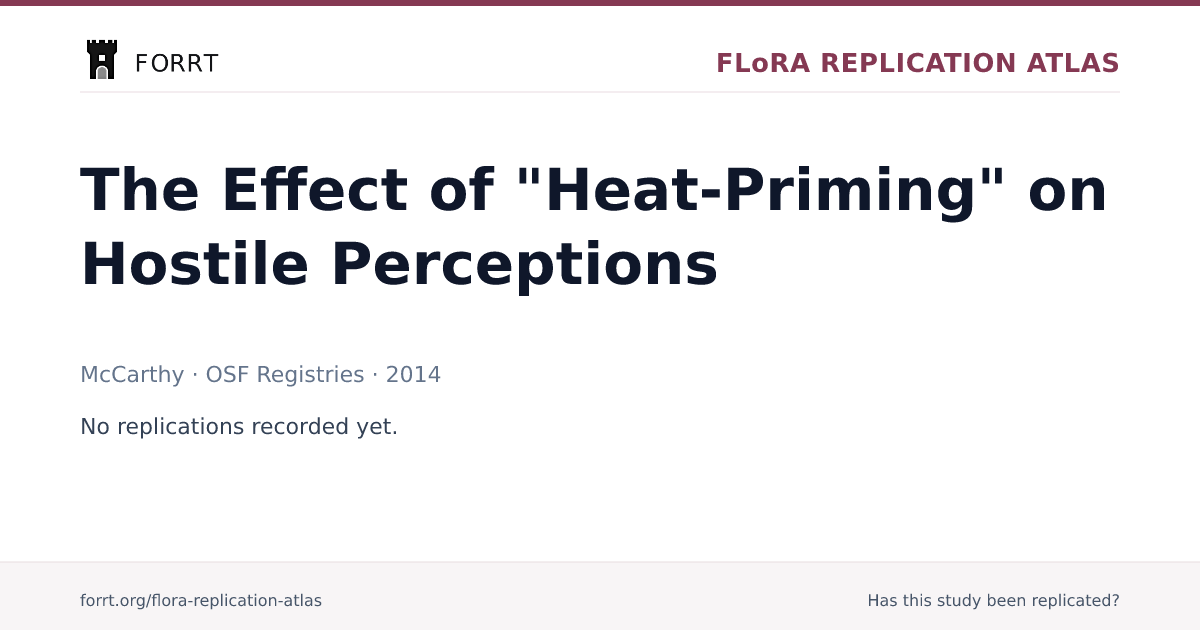 FORRT
FLoRA REPLICATION ATLAS
The Effect of "Heat-Priming" on
Hostile Perceptions
McCarthy · OSF Registries · 2014
No replications recorded yet.
forrt.org/flora-replication-atlas
Has this study been replicated?